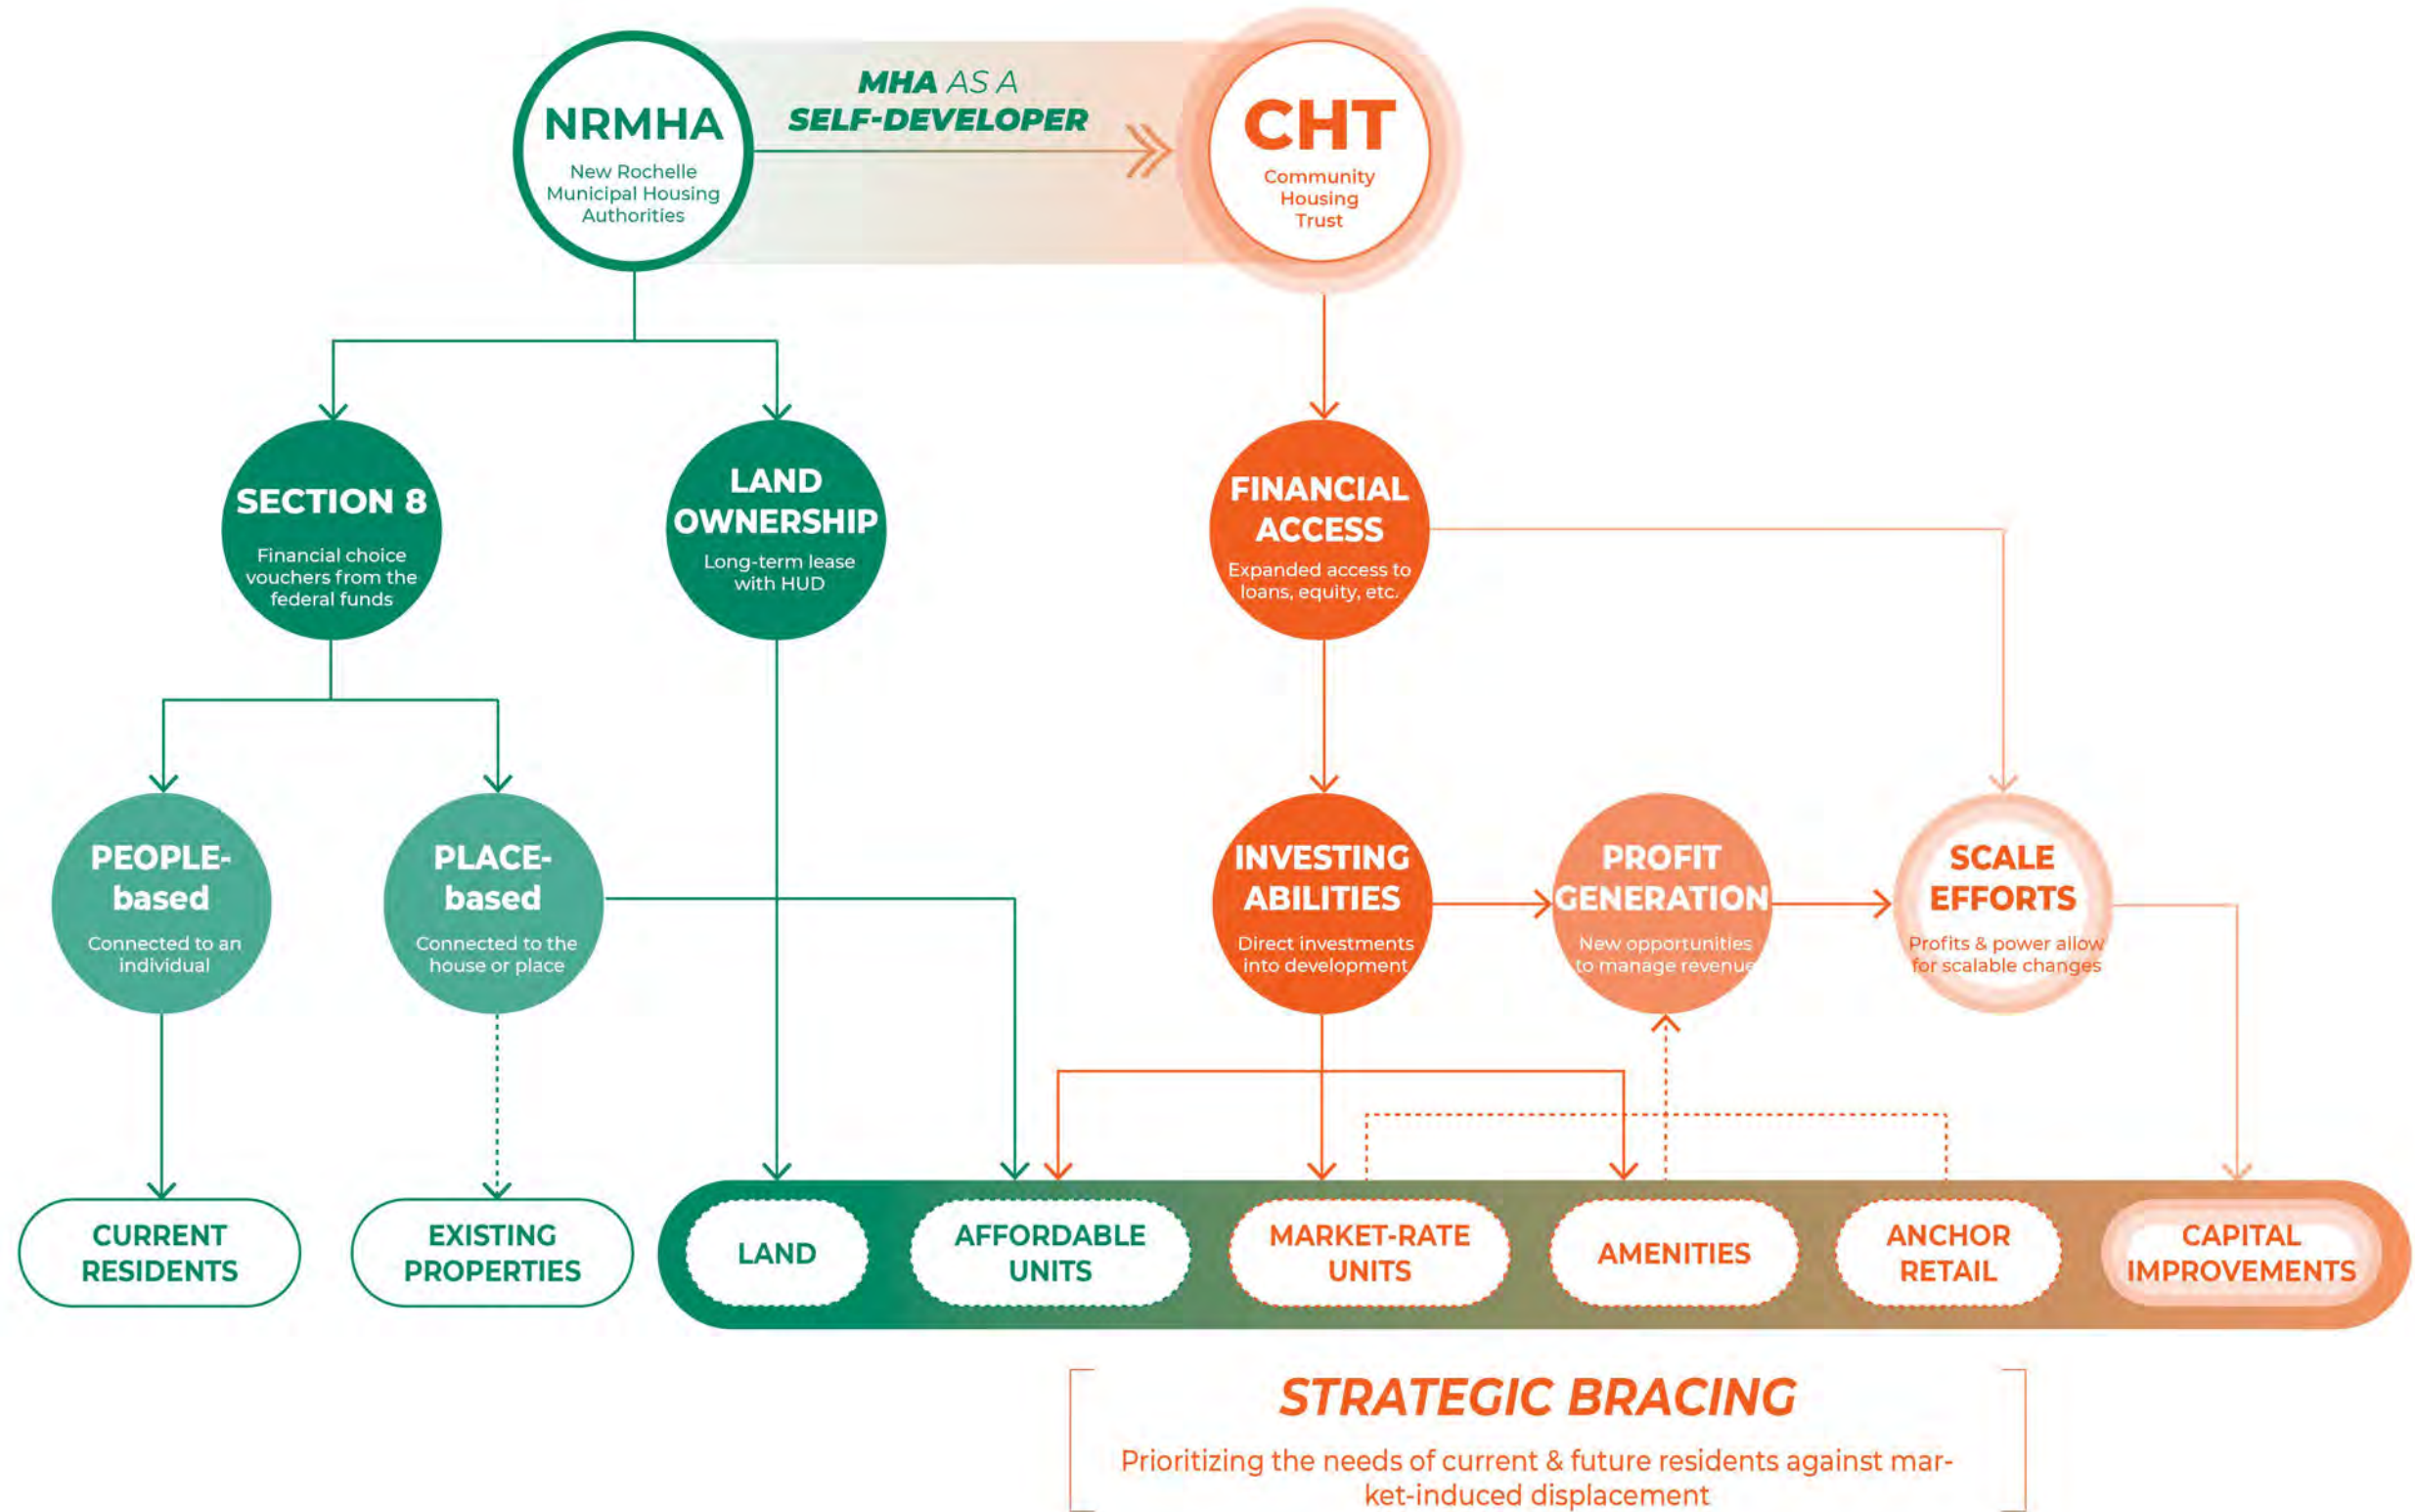 NRMHA
New Rochelle
Municipal Housing
Authorities
MHA AS A
SELF-DEVELOPER
CHT
Community
Housing
Trust
SECTION 8
Financial choice
vouchers from the
federal funds
LAND
OWNERSHIP
Long-term lease
with HUD
FINANCIAL
ACCESS
Expanded access to
loans, equity, etc.
PEOPLE-
based
Connected to an
individual
PLACE-
based
Connected to the
house or place
INVESTING
ABILITIES
Direct investments
into development
PROFIT
GENERATION
New opportunities
to manage revenue
SCALE
EFFORTS
Profits & power allow
for scalable changes
CURRENT
RESIDENTS
EXISTING
PROPERTIES
LAND
AFFORDABLE
UNITS
MARKET-RATE
UNITS
AMENITIES
ANCHOR
RETAIL
CAPITAL
IMPROVEMENTS
STRATEGIC BRACING
Prioritizing the needs of current & future residents against mar-
ket-induced displacement